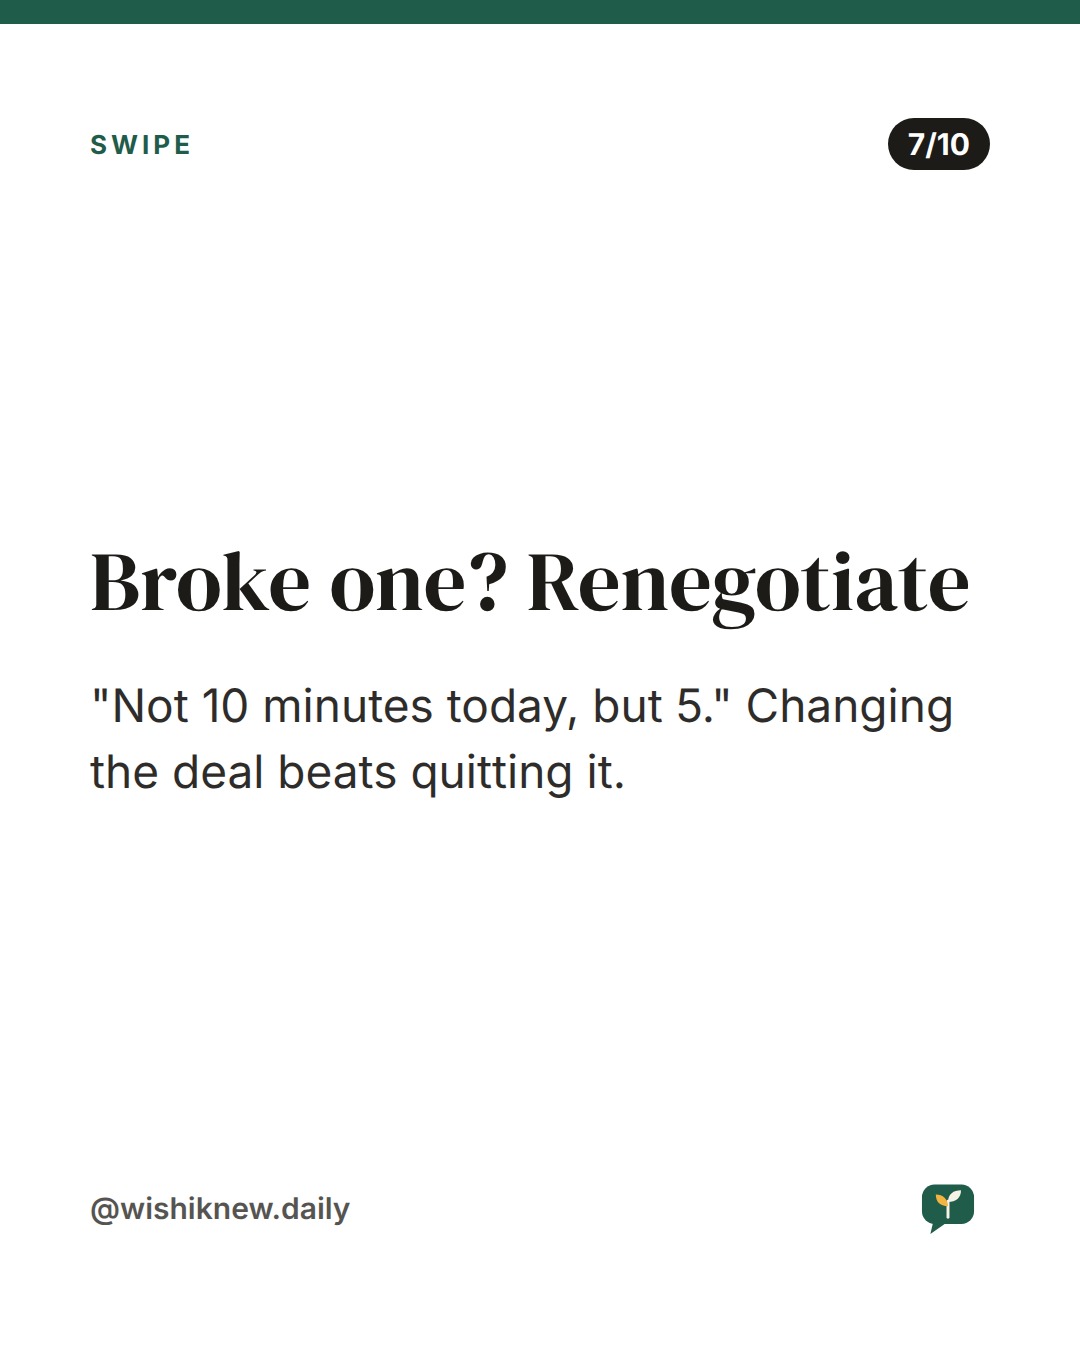 SWIPE
7/10
Broke one? Renegotiate
"Not 10 minutes today, but 5." Changing
the deal beats quitting it.
@wishiknew.daily